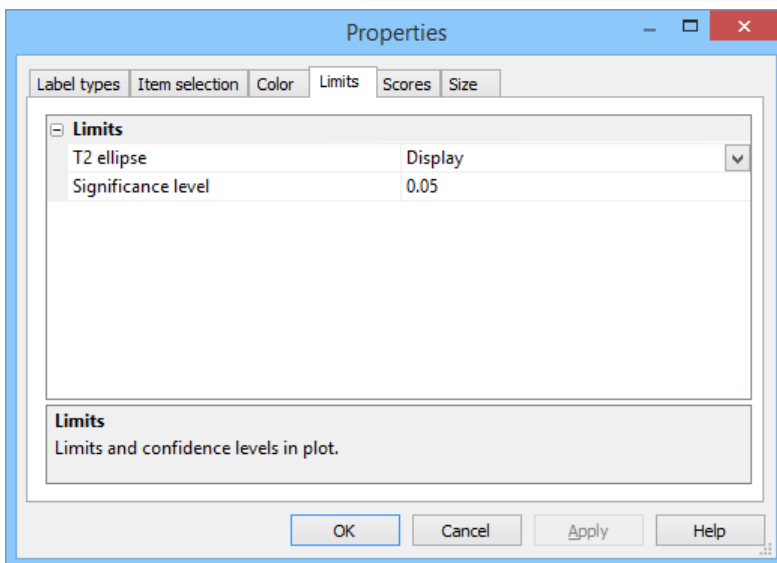 Properties
Label types Item selection Color Limits Scores Size
Limits
T2 ellipse Display
Significance level 0.05
Limits
Limits and confidence levels in plot.
OK Cancel Apply Help